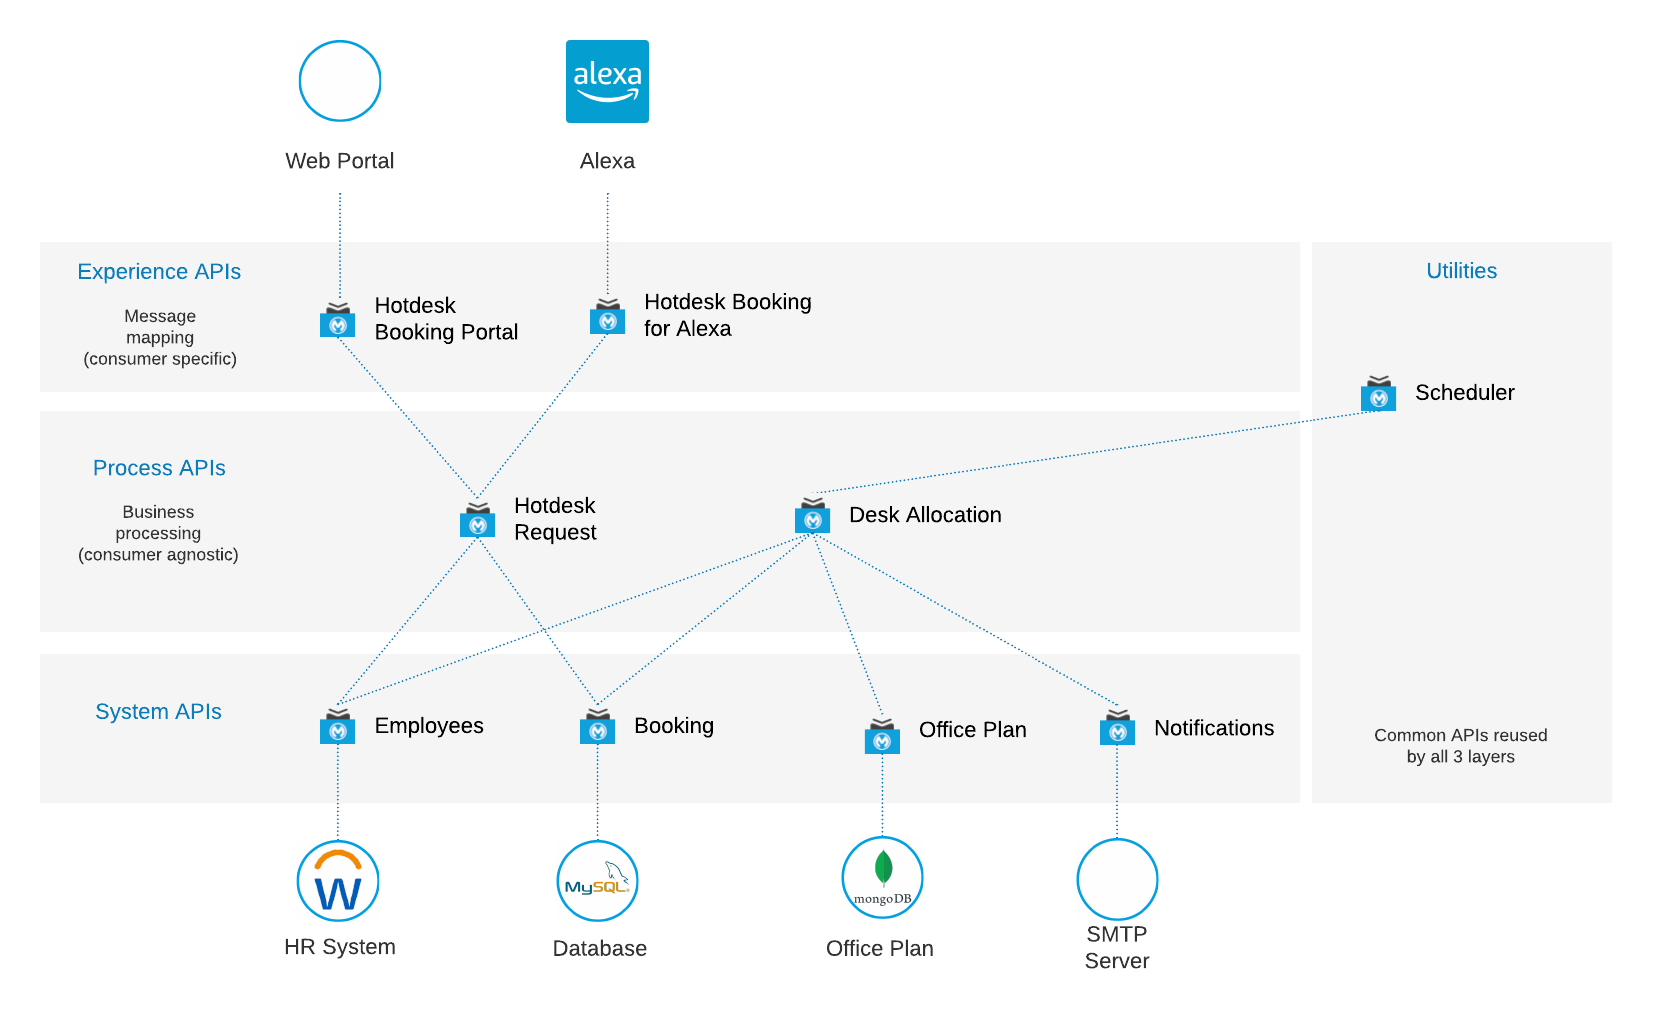 alexa
Web Portal
Alexa
Experience APIs
Message
mapping
(consumer specific)
Hotdesk
Booking Portal
Hotdesk Booking
for Alexa
Utilities
Scheduler
Process APIs
Business
processing
(consumer agnostic)
Hotdesk
Request
Desk Allocation
System APIs
Employees
Booking
Office Plan
Notifications
Common APIs reused
by all 3 layers
W
MySQL
mongoDB
HR System
Database
Office Plan
SMTP
Server